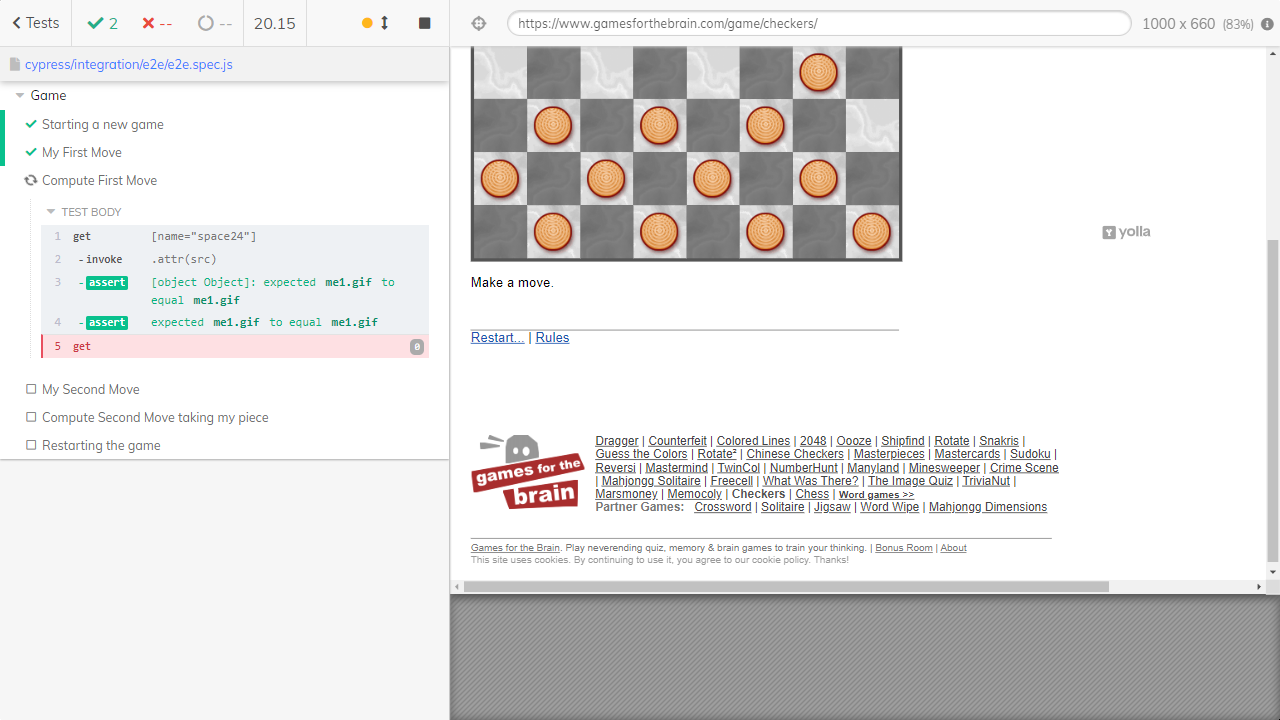 Tests
2
--
--
20.15
https://www.gamesforthebrain.com/game/checkers/
1000 x 660 (83%)
cypress/integration/e2e/e2e.spec.js
Game
Starting a new game
My First Move
Compute First Move
TEST BODY
1 get [name="space24"]
2 -invoke .attr(src)
3 -assert [object Object]: expected me1.gif to
equal me1.gif
4 -assert expected me1.gif to equal me1.gif
5 get 0
My Second Move
Compute Second Move taking my piece
Restarting the game
yolla
Make a move.
Restart... | Rules
games for the
brain
Dragger | Counterfeit | Colored Lines | 2048 | Oooze | Shipfind | Rotate | Snakris |
Guess the Colors | Rotate² | Chinese Checkers | Masterpieces | Mastercards | Sudoku |
Reversi | Mastermind | TwinCol | NumberHunt | Manyland | Minesweeper | Crime Scene
| Mahjongg Solitaire | Freecell | What Was There? | The Image Quiz | TriviaNut |
Marsmoney | Memocoly | Checkers | Chess | Word games >>
Partner Games: Crossword | Solitaire | Jigsaw | Word Wipe | Mahjongg Dimensions
Games for the Brain. Play neverending quiz, memory & brain games to train your thinking. | Bonus Room | About
This site uses cookies. By continuing to use it, you agree to our cookie policy. Thanks!